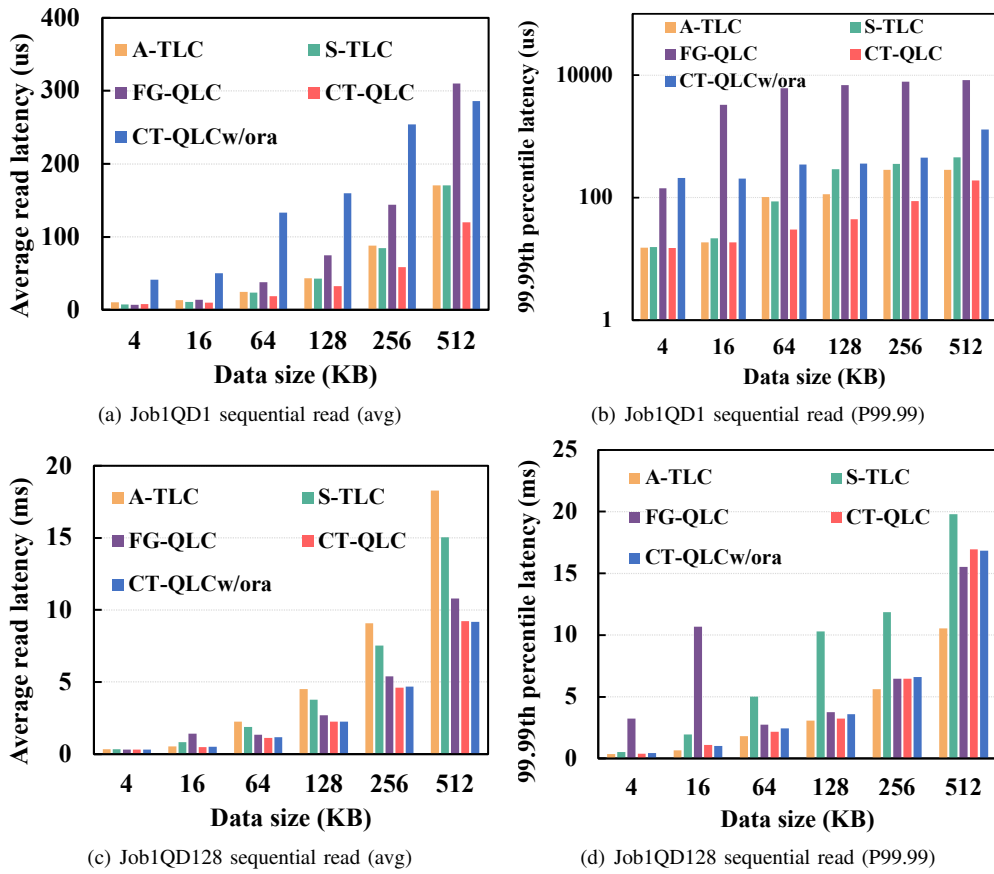 Average read latency (us)
400
300
200
100
0
A-TLC
S-TLC
FG-QLC
CT-QLC
CT-QLCw/ora
4 16 64 128 256 512
Data size (KB)
(a) Job1QD1 sequential read (avg)
99.99th percentile latency (us)
10000
100
1
A-TLC
S-TLC
FG-QLC
CT-QLC
CT-QLCw/ora
4 16 64 128 256 512
Data size (KB)
(b) Job1QD1 sequential read (P99.99)
Average read latency (ms)
20
15
10
5
0
A-TLC
S-TLC
FG-QLC
CT-QLC
CT-QLCw/ora
4 16 64 128 256 512
Data size (KB)
(c) Job1QD128 sequential read (avg)
99.99th percentile latency (ms)
25
20
15
10
5
0
A-TLC
S-TLC
FG-QLC
CT-QLC
CT-QLCw/ora
4 16 64 128 256 512
Data size (KB)
(d) Job1QD128 sequential read (P99.99)